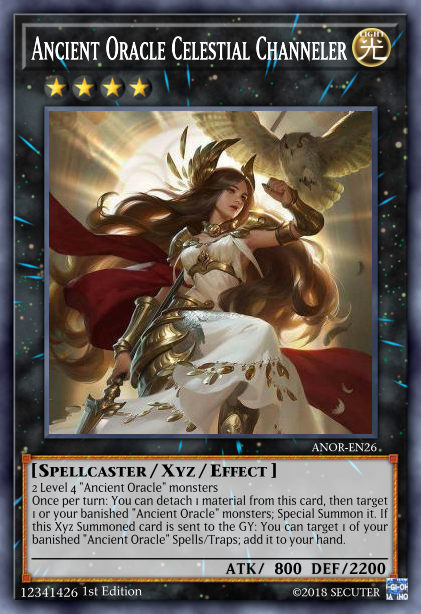 ANCIENT ORACLE CELESTIAL CHANNELER
LIGHT
光
ANOR-EN26
[SPELLCASTER / XYZ / EFFECT ]
2 Level 4 "Ancient Oracle" monsters
Once per turn: You can detach 1 material from this card, then target
1 or your banished "Ancient Oracle" monsters; Special Summon it. If
this Xyz Summoned card is sent to the GY: You can target 1 of your
banished "Ancient Oracle" Spells/Traps; add it to your hand.
ATK/ 800 DEF/2200
12341426 1st Edition
©2018 SECUTER